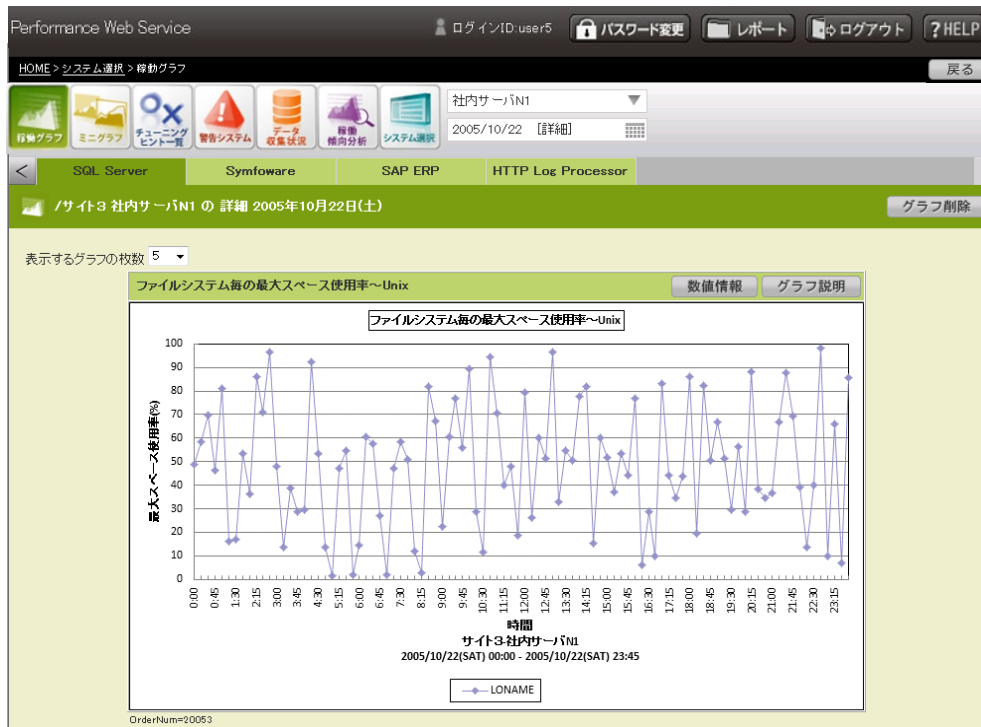 Performance Web Service
ログインID:user5
パスワード変更
レポート
ログアウト
?HELP
HOME > システム選択 > 稼動グラフ
戻る
稼働グラフ
ミニグラフ
チューニング
ヒント一覧
警告システム
データ
収集状況
稼働
傾向分析
システム選択
社内サーバN1
2005/10/22 [詳細]
<
SQL Server
Symfoware
SAP ERP
HTTP Log Processor
/サイト3 社内サーバN1 の 詳細 2005年10月22日(土)
グラフ削除
表示するグラフの枚数 5
ファイルシステム毎の最大スペース使用率～Unix
数値情報
グラフ説明
ファイルシステム毎の最大スペース使用率～Unix
最大スペース使用率(%)
100
90
80
70
60
50
40
30
20
10
0
0:00
0:45
1:30
2:15
3:00
3:45
4:30
5:15
6:00
6:45
7:30
8:15
9:00
9:45
10:30
11:15
12:00
12:45
13:30
14:15
15:00
15:45
16:30
17:15
18:00
18:45
19:30
20:15
21:00
21:45
22:30
23:15
時間
サイト3-社内サーバN1
2005/10/22(SAT) 00:00 - 2005/10/22(SAT) 23:45
LONAME
OrderNum=20053